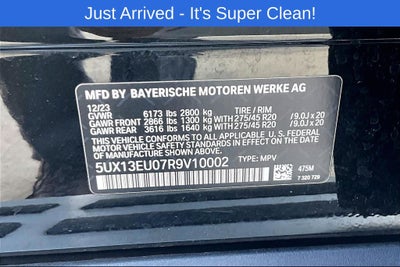 Just Arrived - It's Super Clean!
MFD BY BAYERISCHE MOTOREN WERKE AG
12/23 TIRE / RIM
GVWR 6173 lbs 2800 kg
GAWR FRONT 2866 lbs 1300 kg WITH 275/45 R20 /9.0J x 20
GAWR REAR 3616 lbs 1640 kg WITH 275/45 R20 /9.0J x 20
THIS VEHICLE CONFORMS TO ALL APPLICABLE
FEDERAL MOTOR VEHICLE SAFETY STANDARDS IN
EFFECT ON THE DATE OF MANUFACTURE SHOWN ABOVE.
5UX13EU07R9V10002 TYPE: MPV 475M
7 320 729